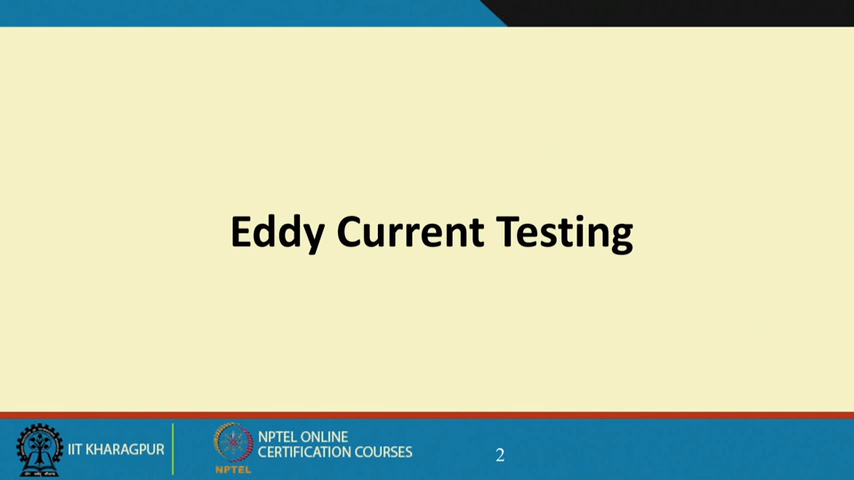 Eddy Current Testing
IIT KHARAGPUR
NPTEL
NPTEL ONLINE
CERTIFICATION COURSES
2